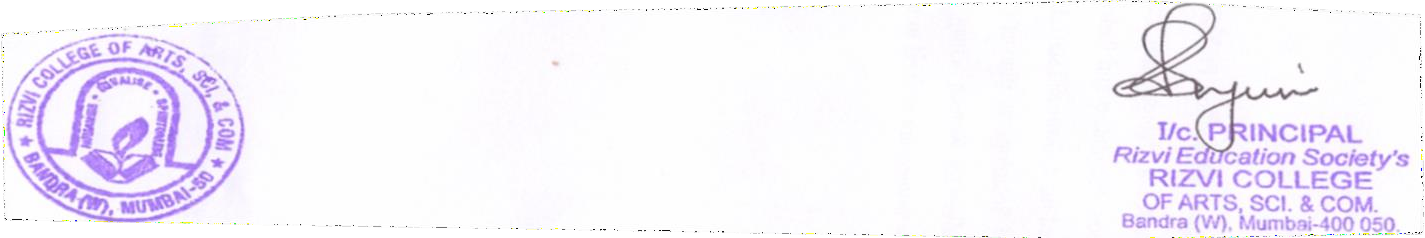 ★ RIZVI COLLEGE OF ARTS, SCI, & COM ★
BANDRA (W), MUMBAI-50
I/c. PRINCIPAL
Rizvi Education Society's
RIZVI COLLEGE
OF ARTS, SCI. & COM.
Bandra (W), Mumbai-400 050.